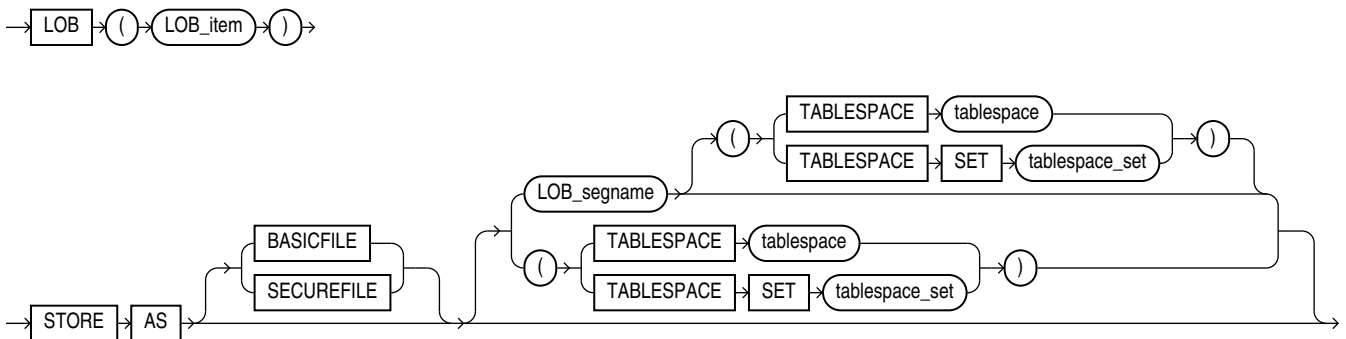 LOB ( LOB_item )
TABLESPACE tablespace
( )
TABLESPACE SET tablespace_set
LOB_segname
BASICFILE TABLESPACE tablespace
( )
SECUREFILE TABLESPACE SET tablespace_set
STORE AS